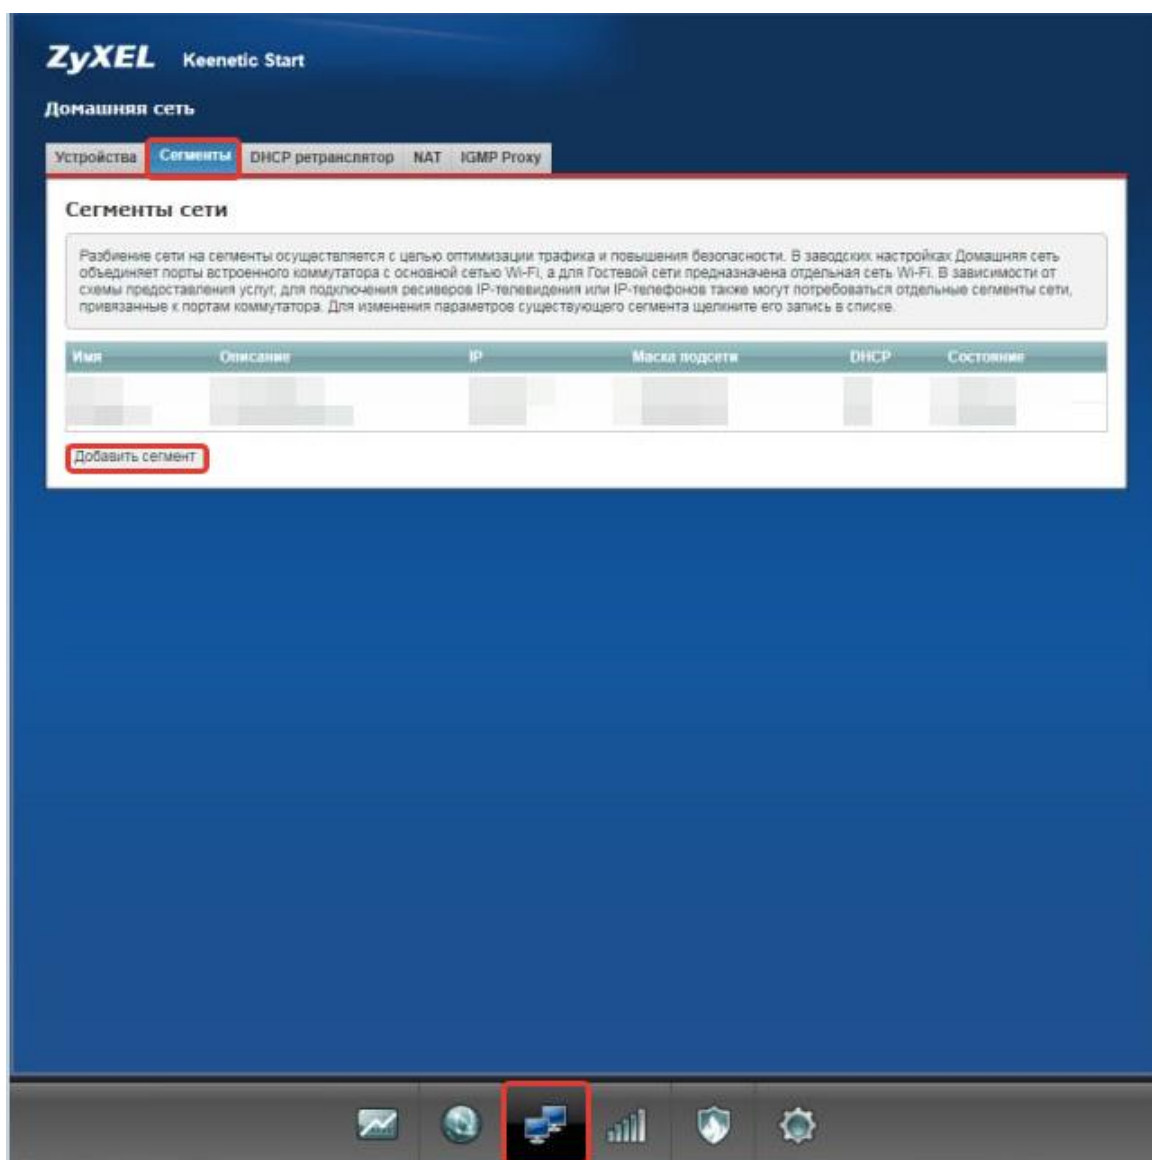 ZyXEL Keenetic Start
Домашняя сеть
Устройства Сегменты DHCP ретранслятор NAT IGMP Proxy
Сегменты сети
Разбиение сети на сегменты осуществляется с целью оптимизации трафика и повышения безопасности. В заводских настройках Домашняя сеть
объединяет порты встроенного коммутатора с основной сетью Wi-Fi, а для Гостевой сети предназначена отдельная сеть Wi-Fi. В зависимости от
схемы предоставления услуг, для подключения ресиверов IP-телевидения или IP-телефонов также могут потребоваться отдельные сегменты сети,
привязанные к портам коммутатора. Для изменения параметров существующего сегмента щелкните его запись в списке.
Имя Описание IP Маска подсети DHCP Состояние
Добавить сегмент